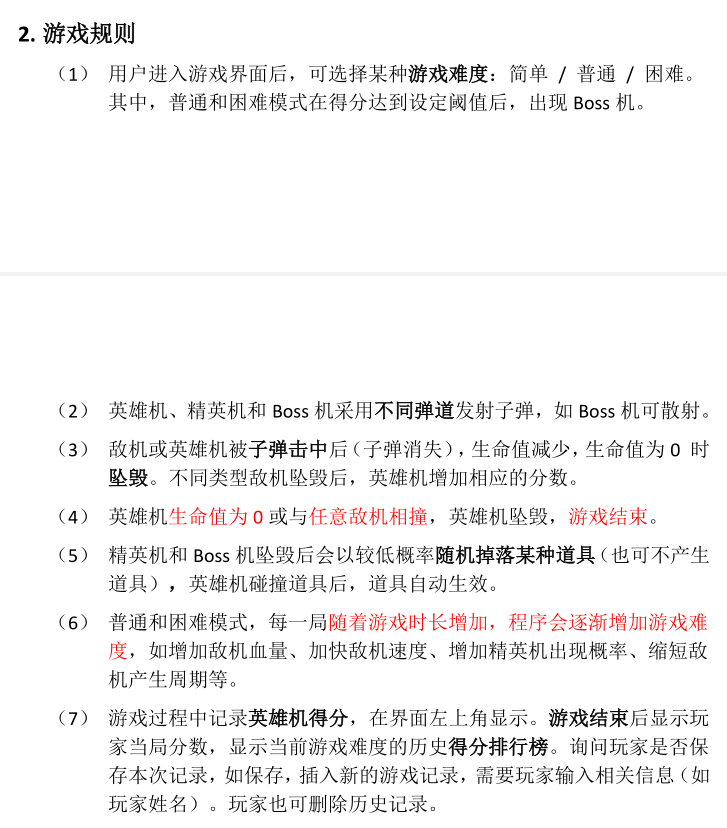 2. 游戏规则
（1） 用户进入游戏界面后，可选择某种游戏难度：简单 / 普通 / 困难。
其中，普通和困难模式在得分达到设定阈值后，出现 Boss 机。
（2） 英雄机、精英机和 Boss 机采用不同弹道发射子弹，如 Boss 机可散射。
（3） 敌机或英雄机被子弹击中后（子弹消失），生命值减少，生命值为 0 时
坠毁。不同类型敌机坠毁后，英雄机增加相应的分数。
（4） 英雄机生命值为 0 或与任意敌机相撞，英雄机坠毁，游戏结束。
（5） 精英机和 Boss 机坠毁后会以较低概率随机掉落某种道具（也可不产生
道具），英雄机碰撞道具后，道具自动生效。
（6） 普通和困难模式，每一局随着游戏时长增加，程序会逐渐增加游戏难
度，如增加敌机血量、加快敌机速度、增加精英机出现概率、缩短敌
机产生周期等。
（7） 游戏过程中记录英雄机得分，在界面左上角显示。游戏结束后显示玩
家当局分数，显示当前游戏难度的历史得分排行榜。询问玩家是否保
存本次记录，如保存，插入新的游戏记录，需要玩家输入相关信息（如
玩家姓名）。玩家也可删除历史记录。